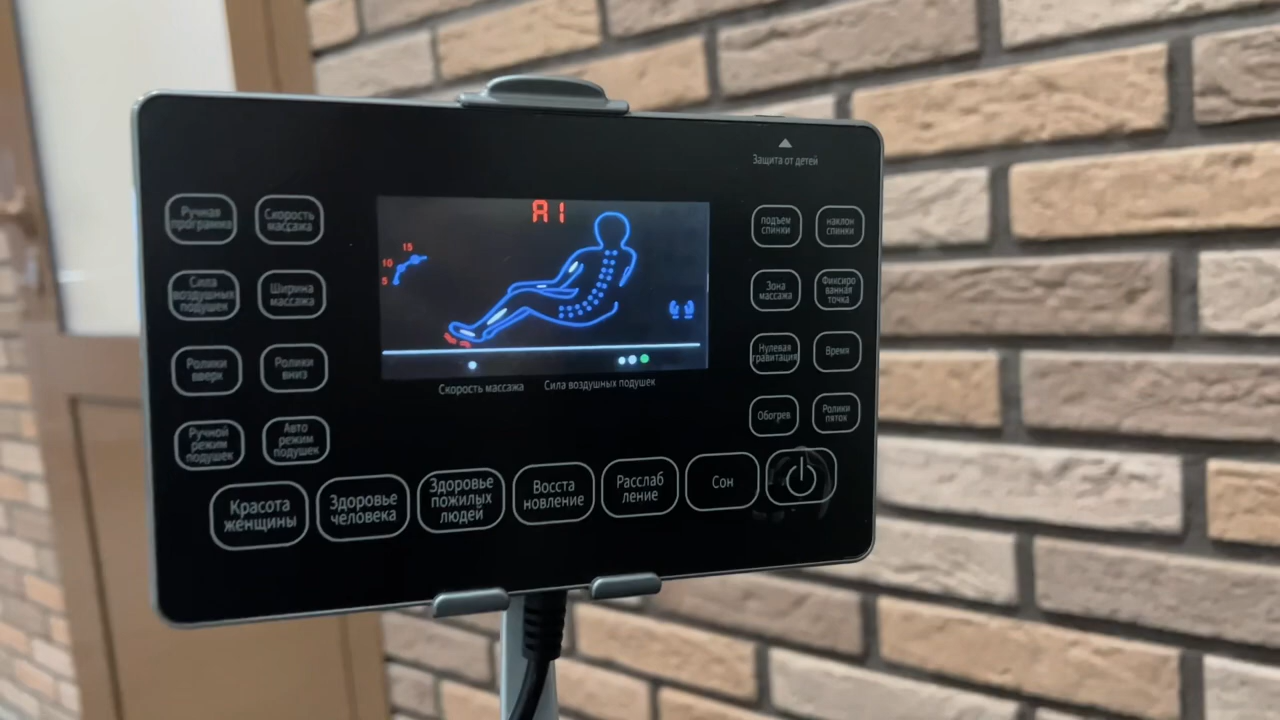 Защита от детей
Ручная
программа
Скорость
массажа
A1
подъем
спинки
наклон
спинки
15
10
5
Сила
воздушных
подушек
Ширина
массажа
Зона
массажа
Фиксиро
ванная
точка
Ролики
вверх
Ролики
вниз
Нулевая
гравитация
Время
Скорость массажа
Сила воздушных подушек
Ручной
режим
подушек
Авто
режим
подушек
Обогрев
Ролики
пяток
Красота
женщины
Здоровье
человека
Здоровье
пожилых
людей
Восста
новление
Расслаб
ление
Сон